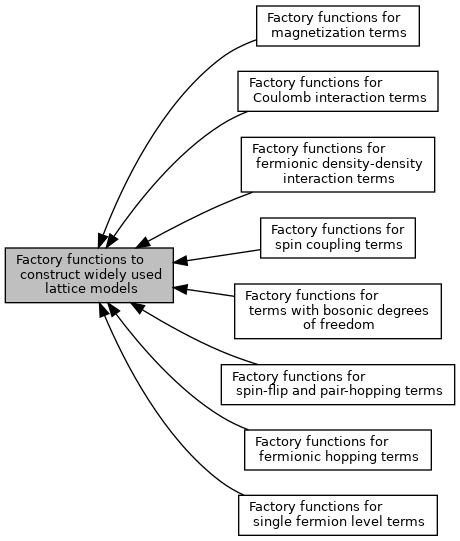 Factory functions for
magnetization terms
Factory functions for
Coulomb interaction terms
Factory functions for
fermionic density-density
interaction terms
Factory functions for
spin coupling terms
Factory functions to
construct widely used
lattice models
Factory functions for
terms with bosonic degrees
of freedom
Factory functions for
spin-flip and pair-hopping terms
Factory functions for
fermionic hopping terms
Factory functions for
single fermion level terms